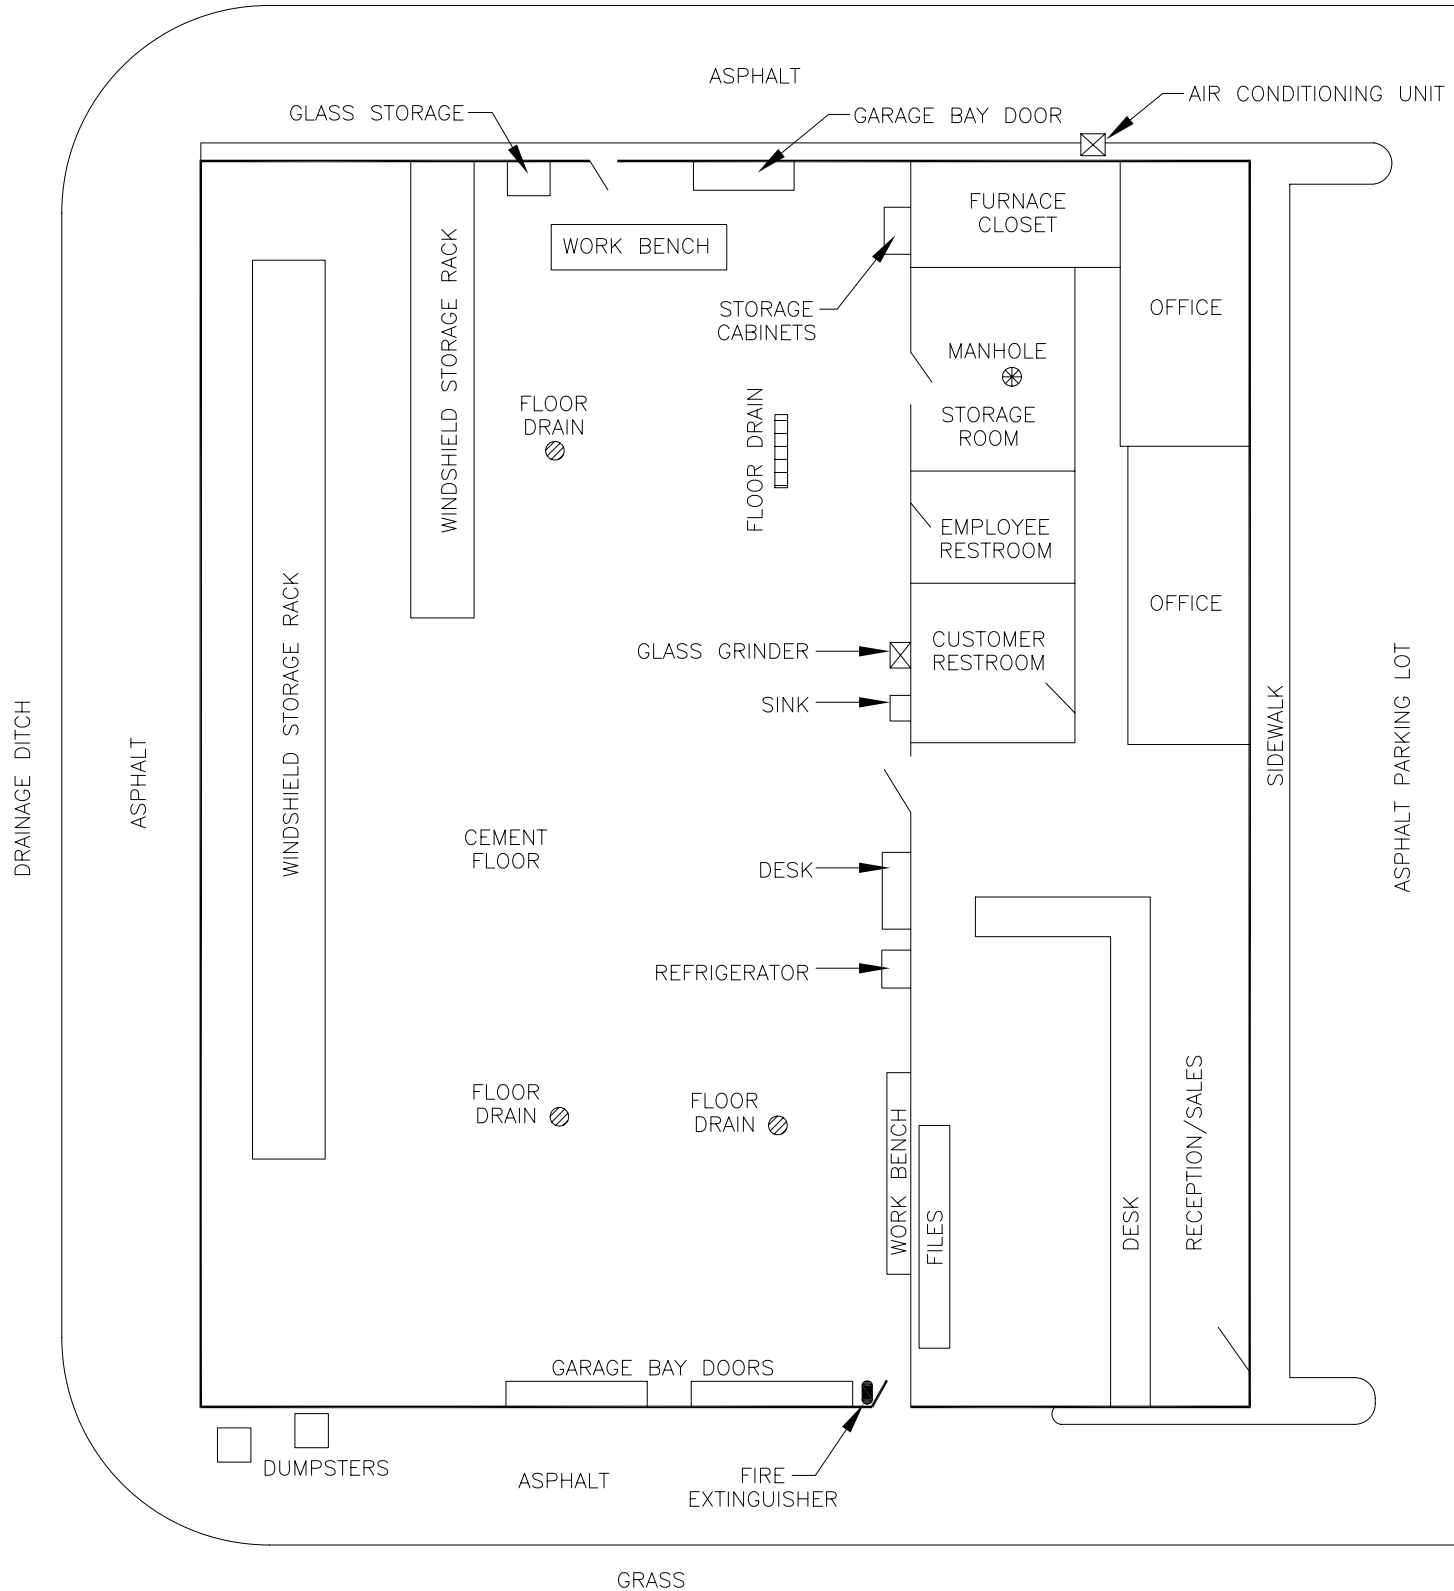 ASPHALT
AIR CONDITIONING UNIT
GLASS STORAGE
GARAGE BAY DOOR
FURNACE
CLOSET
WORK BENCH
WINDSHIELD STORAGE RACK
STORAGE
CABINETS
OFFICE
MANHOLE
FLOOR
DRAIN
FLOOR DRAIN
STORAGE
ROOM
EMPLOYEE
RESTROOM
WINDSHIELD STORAGE RACK
OFFICE
GLASS GRINDER
CUSTOMER
RESTROOM
SINK
SIDEWALK
ASPHALT PARKING LOT
DRAINAGE DITCH
ASPHALT
CEMENT
FLOOR
DESK
REFRIGERATOR
FLOOR
DRAIN
FLOOR
DRAIN
WORK BENCH
FILES
DESK
RECEPTION/SALES
GARAGE BAY DOORS
DUMPSTERS
ASPHALT
FIRE
EXTINGUISHER
GRASS